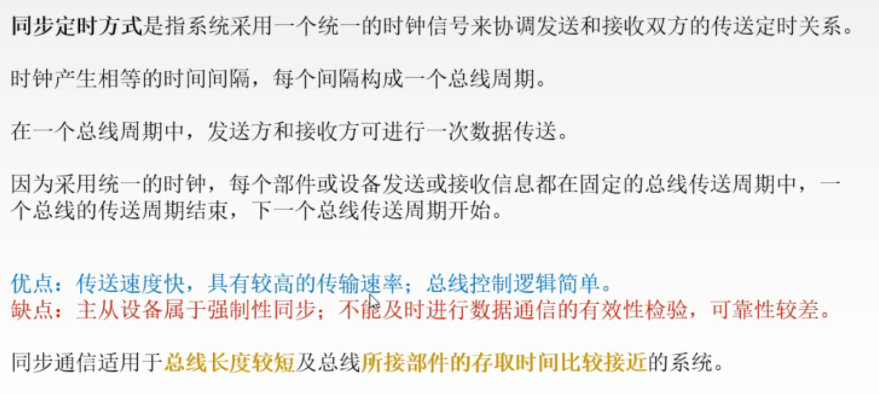 同步定时方式是指系统采用一个统一的时钟信号来协调发送和接收双方的传送定时关系。
时钟产生相等的时间间隔，每个间隔构成一个总线周期。
在一个总线周期中，发送方和接收方可进行一次数据传送。
因为采用统一的时钟，每个部件或设备发送或接收信息都在固定的总线传送周期中，一
个总线的传送周期结束，下一个总线传送周期开始。
优点：传送速度快，具有较高的传输速率；总线控制逻辑简单。
缺点：主从设备属于强制性同步；不能及时进行数据通信的有效性检验，可靠性较差。
同步通信适用于总线长度较短及总线所接部件的存取时间比较接近的系统。